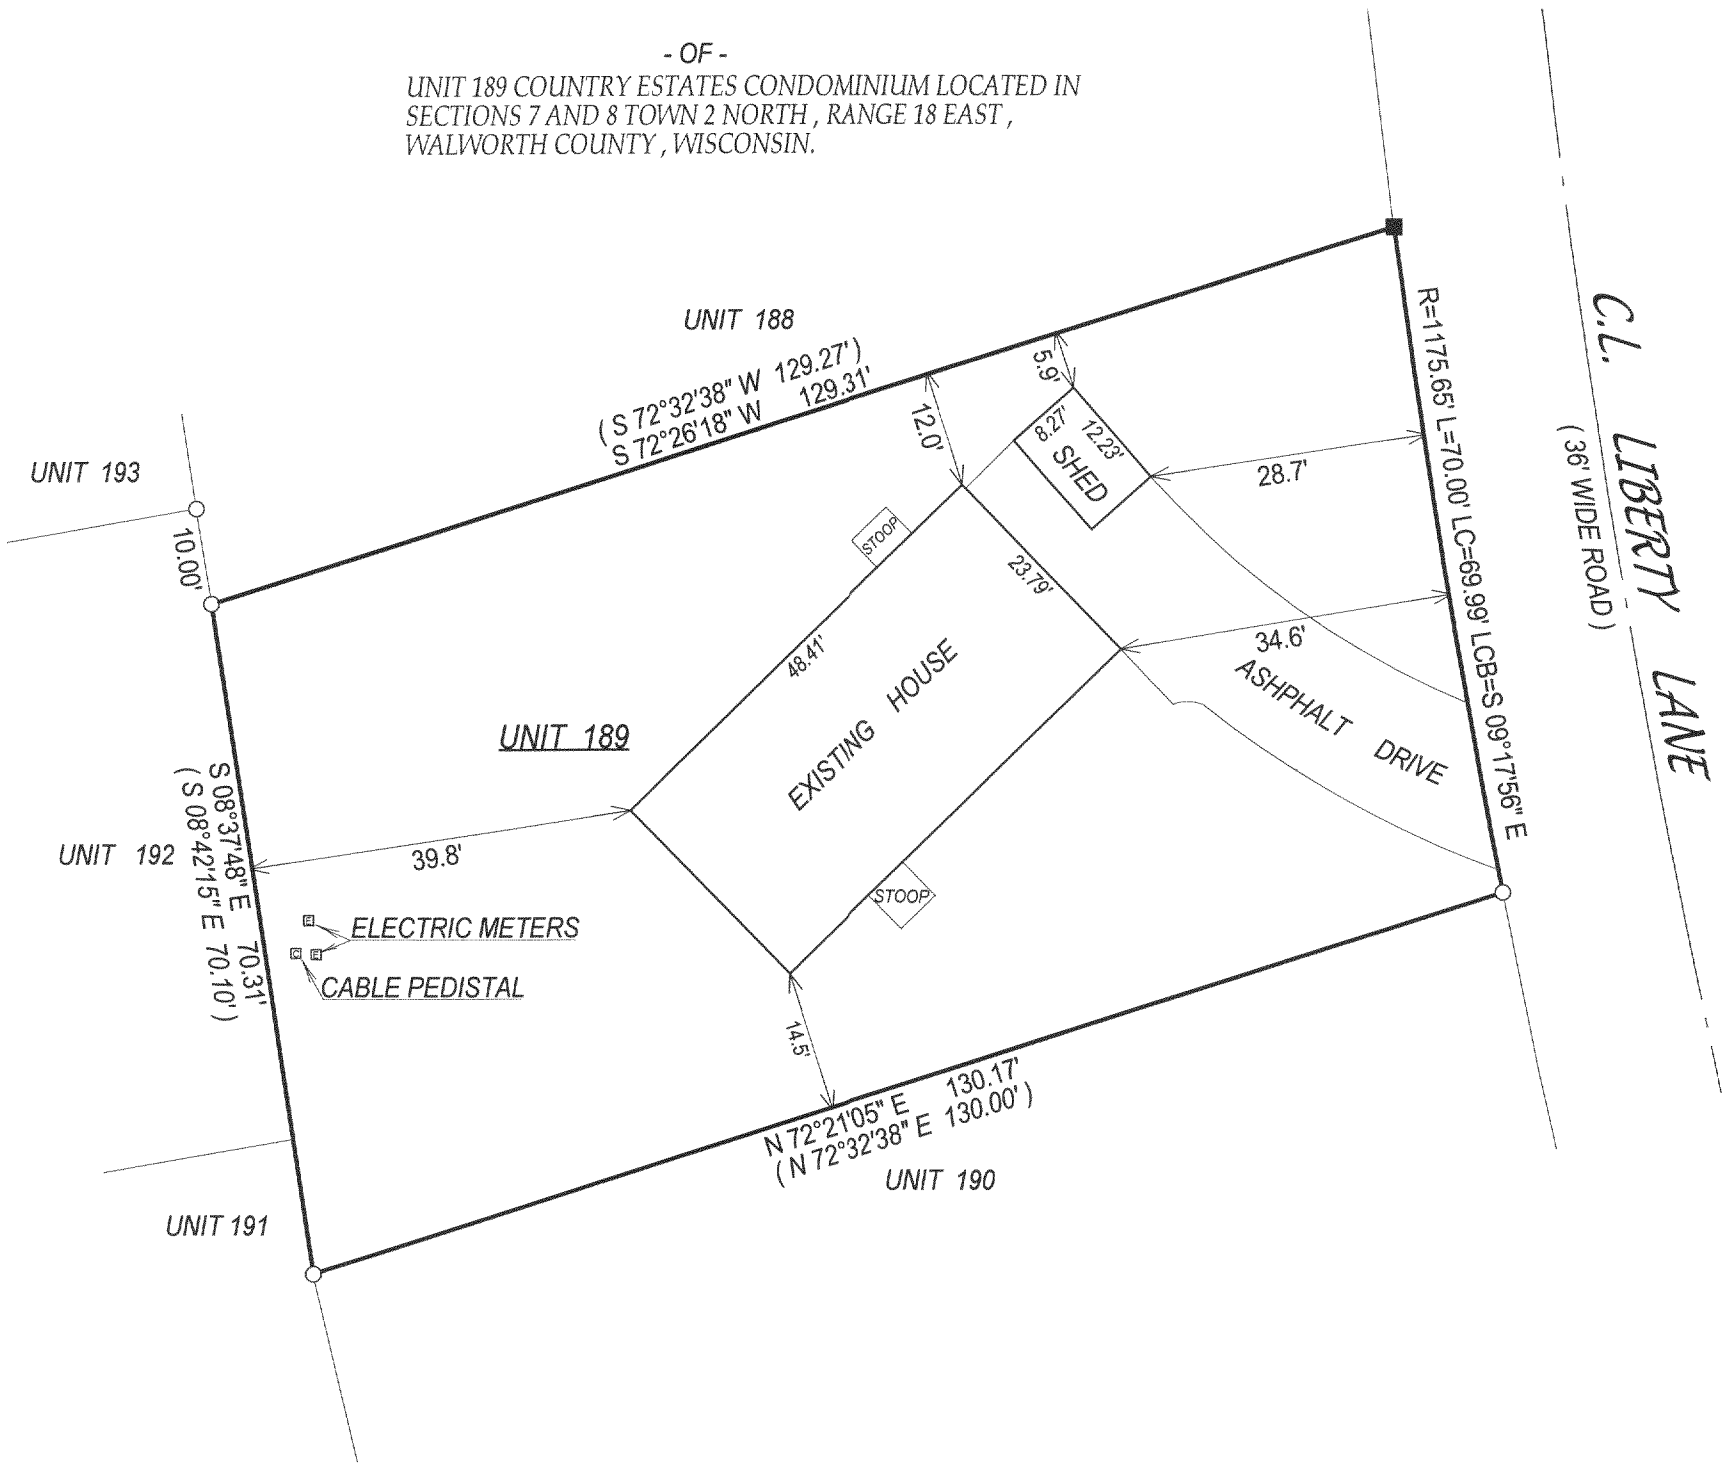 - OF -
UNIT 189 COUNTRY ESTATES CONDOMINIUM LOCATED IN
SECTIONS 7 AND 8 TOWN 2 NORTH , RANGE 18 EAST ,
WALWORTH COUNTY , WISCONSIN.
UNIT 188
( S 72°32'38" W 129.27' )
S 72°26'18" W 129.31'
5.9'
12.0'
8.27'
12.23'
SHED
28.7'
R=1175.65' L=70.00' LC=69.99' LCB=S 09°17'56" E
C.L. LIBERTY LANE
( 36' WIDE ROAD )
UNIT 193
10.00'
STOOP
23.79'
48.41'
EXISTING HOUSE
34.6'
ASHPHALT DRIVE
UNIT 189
UNIT 192
S 08°37'48" E 70.31'
( S 08°42'15" E 70.10' )
39.8'
STOOP
E
ELECTRIC METERS
C
E
CABLE PEDISTAL
14.5'
N 72°21'05" E 130.17'
( N 72°32'38" E 130.00' )
UNIT 190
UNIT 191